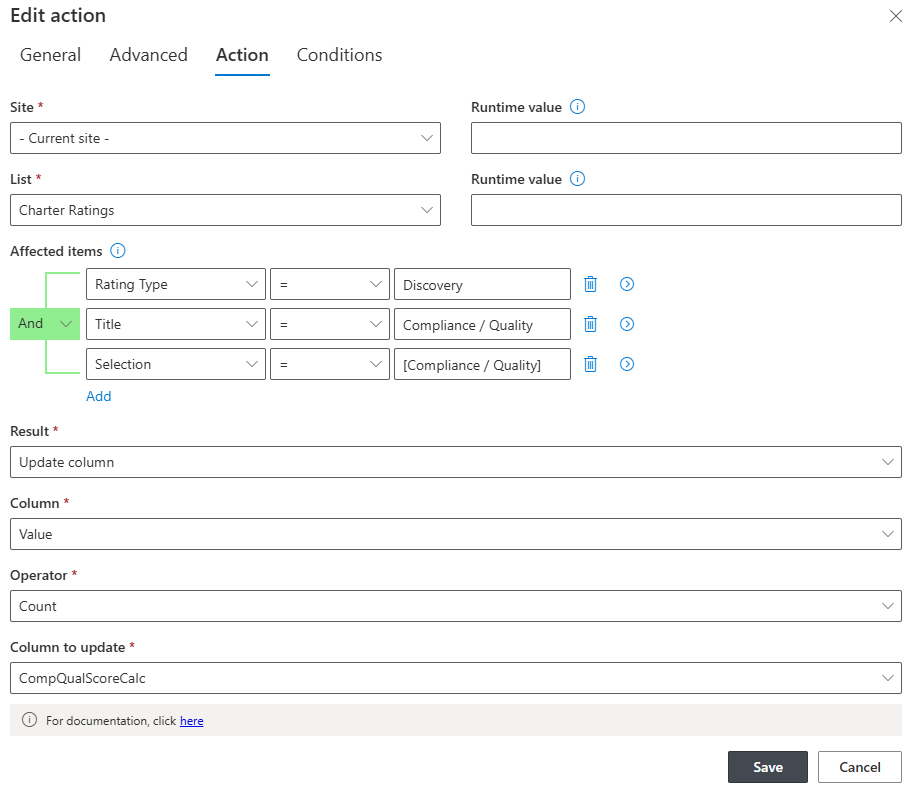 Edit action
General Advanced Action Conditions
Site * Runtime value
- Current site -
List * Runtime value
Charter Ratings
Affected items
Rating Type = Discovery
And
Title = Compliance / Quality
Selection = [Compliance / Quality]
Add
Result *
Update column
Column *
Value
Operator *
Count
Column to update *
CompQualScoreCalc
For documentation, click here
Save Cancel